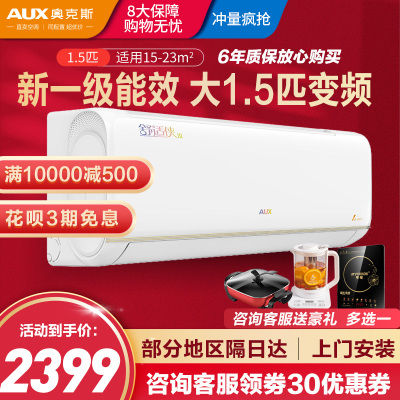 AUX奥克斯
8大保障
购物无忧
冲量疯抢
1.5匹 适用15-23m²
6年质保放心购买
新一级能效 大1.5匹变频
满10000减500
花呗3期免息
AUX
咨询客服送豪礼 多选一
活动到手价:
2399
部分地区隔日达 上门安装
咨询客服领券30优惠券